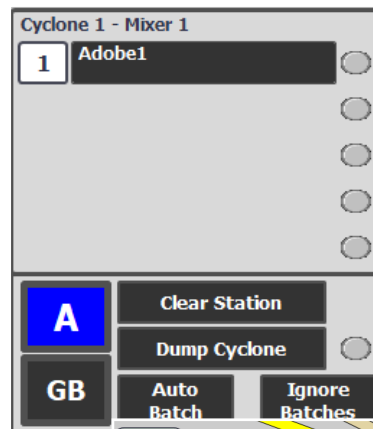 Cyclone 1 - Mixer 1
1 Adobe1
A Clear Station
Dump Cyclone
GB Auto Batch Ignore Batches